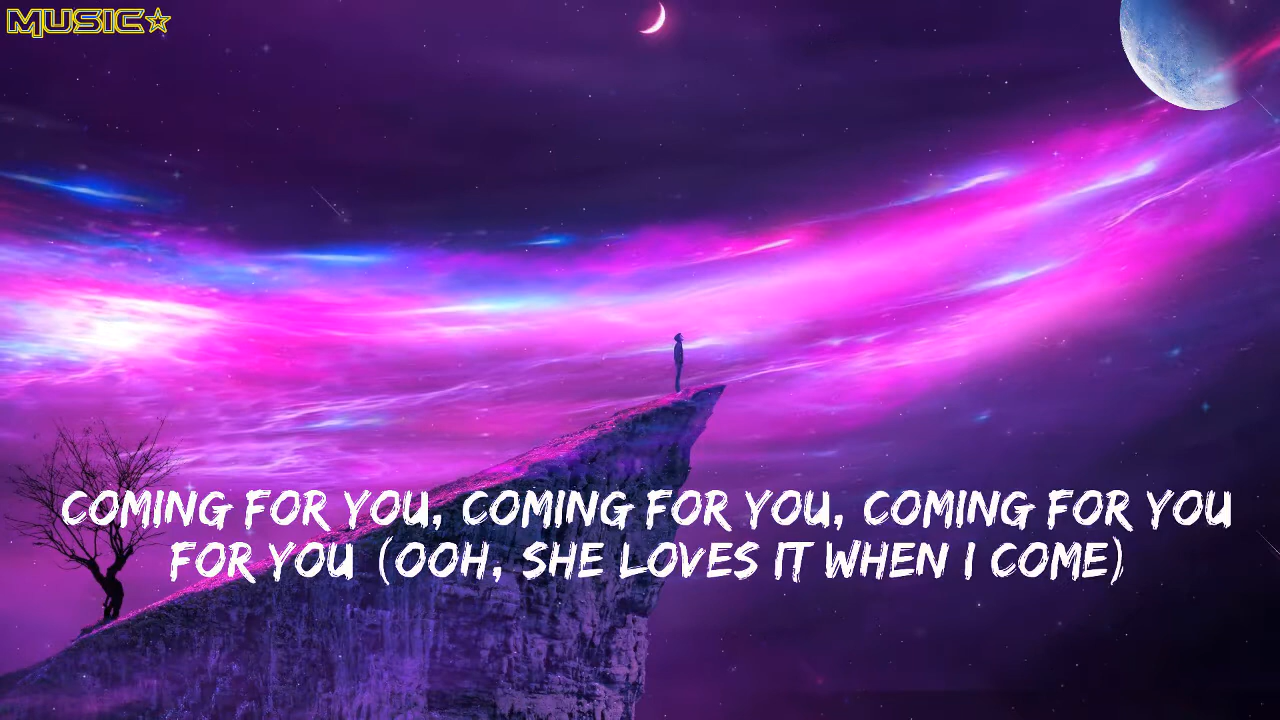 MUSIC☆
COMING FOR YOU, COMING FOR YOU, COMING FOR YOU
FOR YOU (OOH, SHE LOVES IT WHEN I COME)